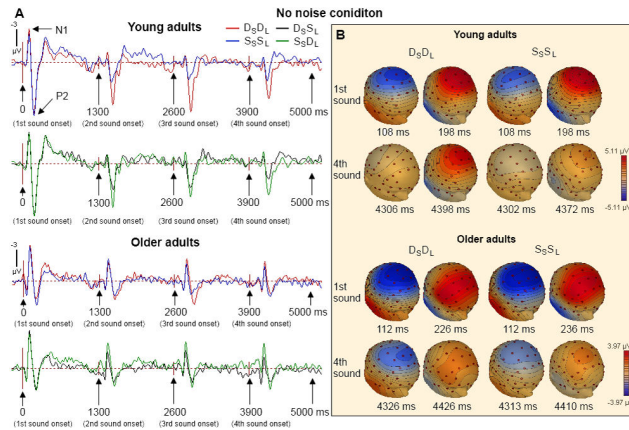 No noise coniditon
A
Young adults
-3
μV
N1
P2
DSDL
DSSL
SSSL
SSDL
0
1300
2600
3900
5000 ms
(1st sound onset)
(2nd sound onset)
(3rd sound onset)
(4th sound onset)
0
1300
2600
3900
5000 ms
(1st sound onset)
(2nd sound onset)
(3rd sound onset)
(4th sound onset)
Older adults
-3
μV
0
1300
2600
3900
5000 ms
(1st sound onset)
(2nd sound onset)
(3rd sound onset)
(4th sound onset)
0
1300
2600
3900
5000 ms
(1st sound onset)
(2nd sound onset)
(3rd sound onset)
(4th sound onset)
B
Young adults
DSDL
SSSL
1st
sound
108 ms
198 ms
108 ms
198 ms
4th
sound
5.11 μV
-5.11 μV
4306 ms
4398 ms
4302 ms
4372 ms
Older adults
DSDL
SSSL
1st
sound
112 ms
226 ms
112 ms
236 ms
4th
sound
3.97 μV
-3.97 μV
4326 ms
4426 ms
4313 ms
4410 ms